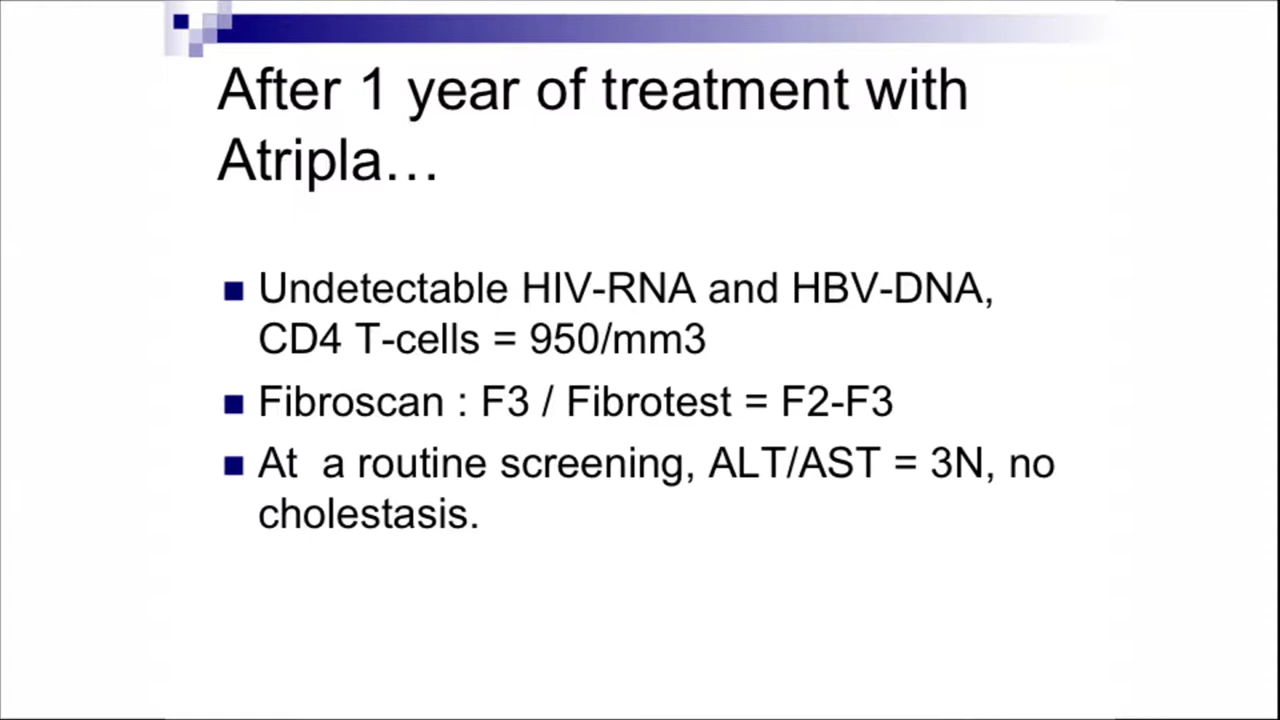 After 1 year of treatment with
Atripla…
Undetectable HIV-RNA and HBV-DNA,
CD4 T-cells = 950/mm3
Fibroscan : F3 / Fibrotest = F2-F3
At  a routine screening, ALT/AST = 3N, no
cholestasis.